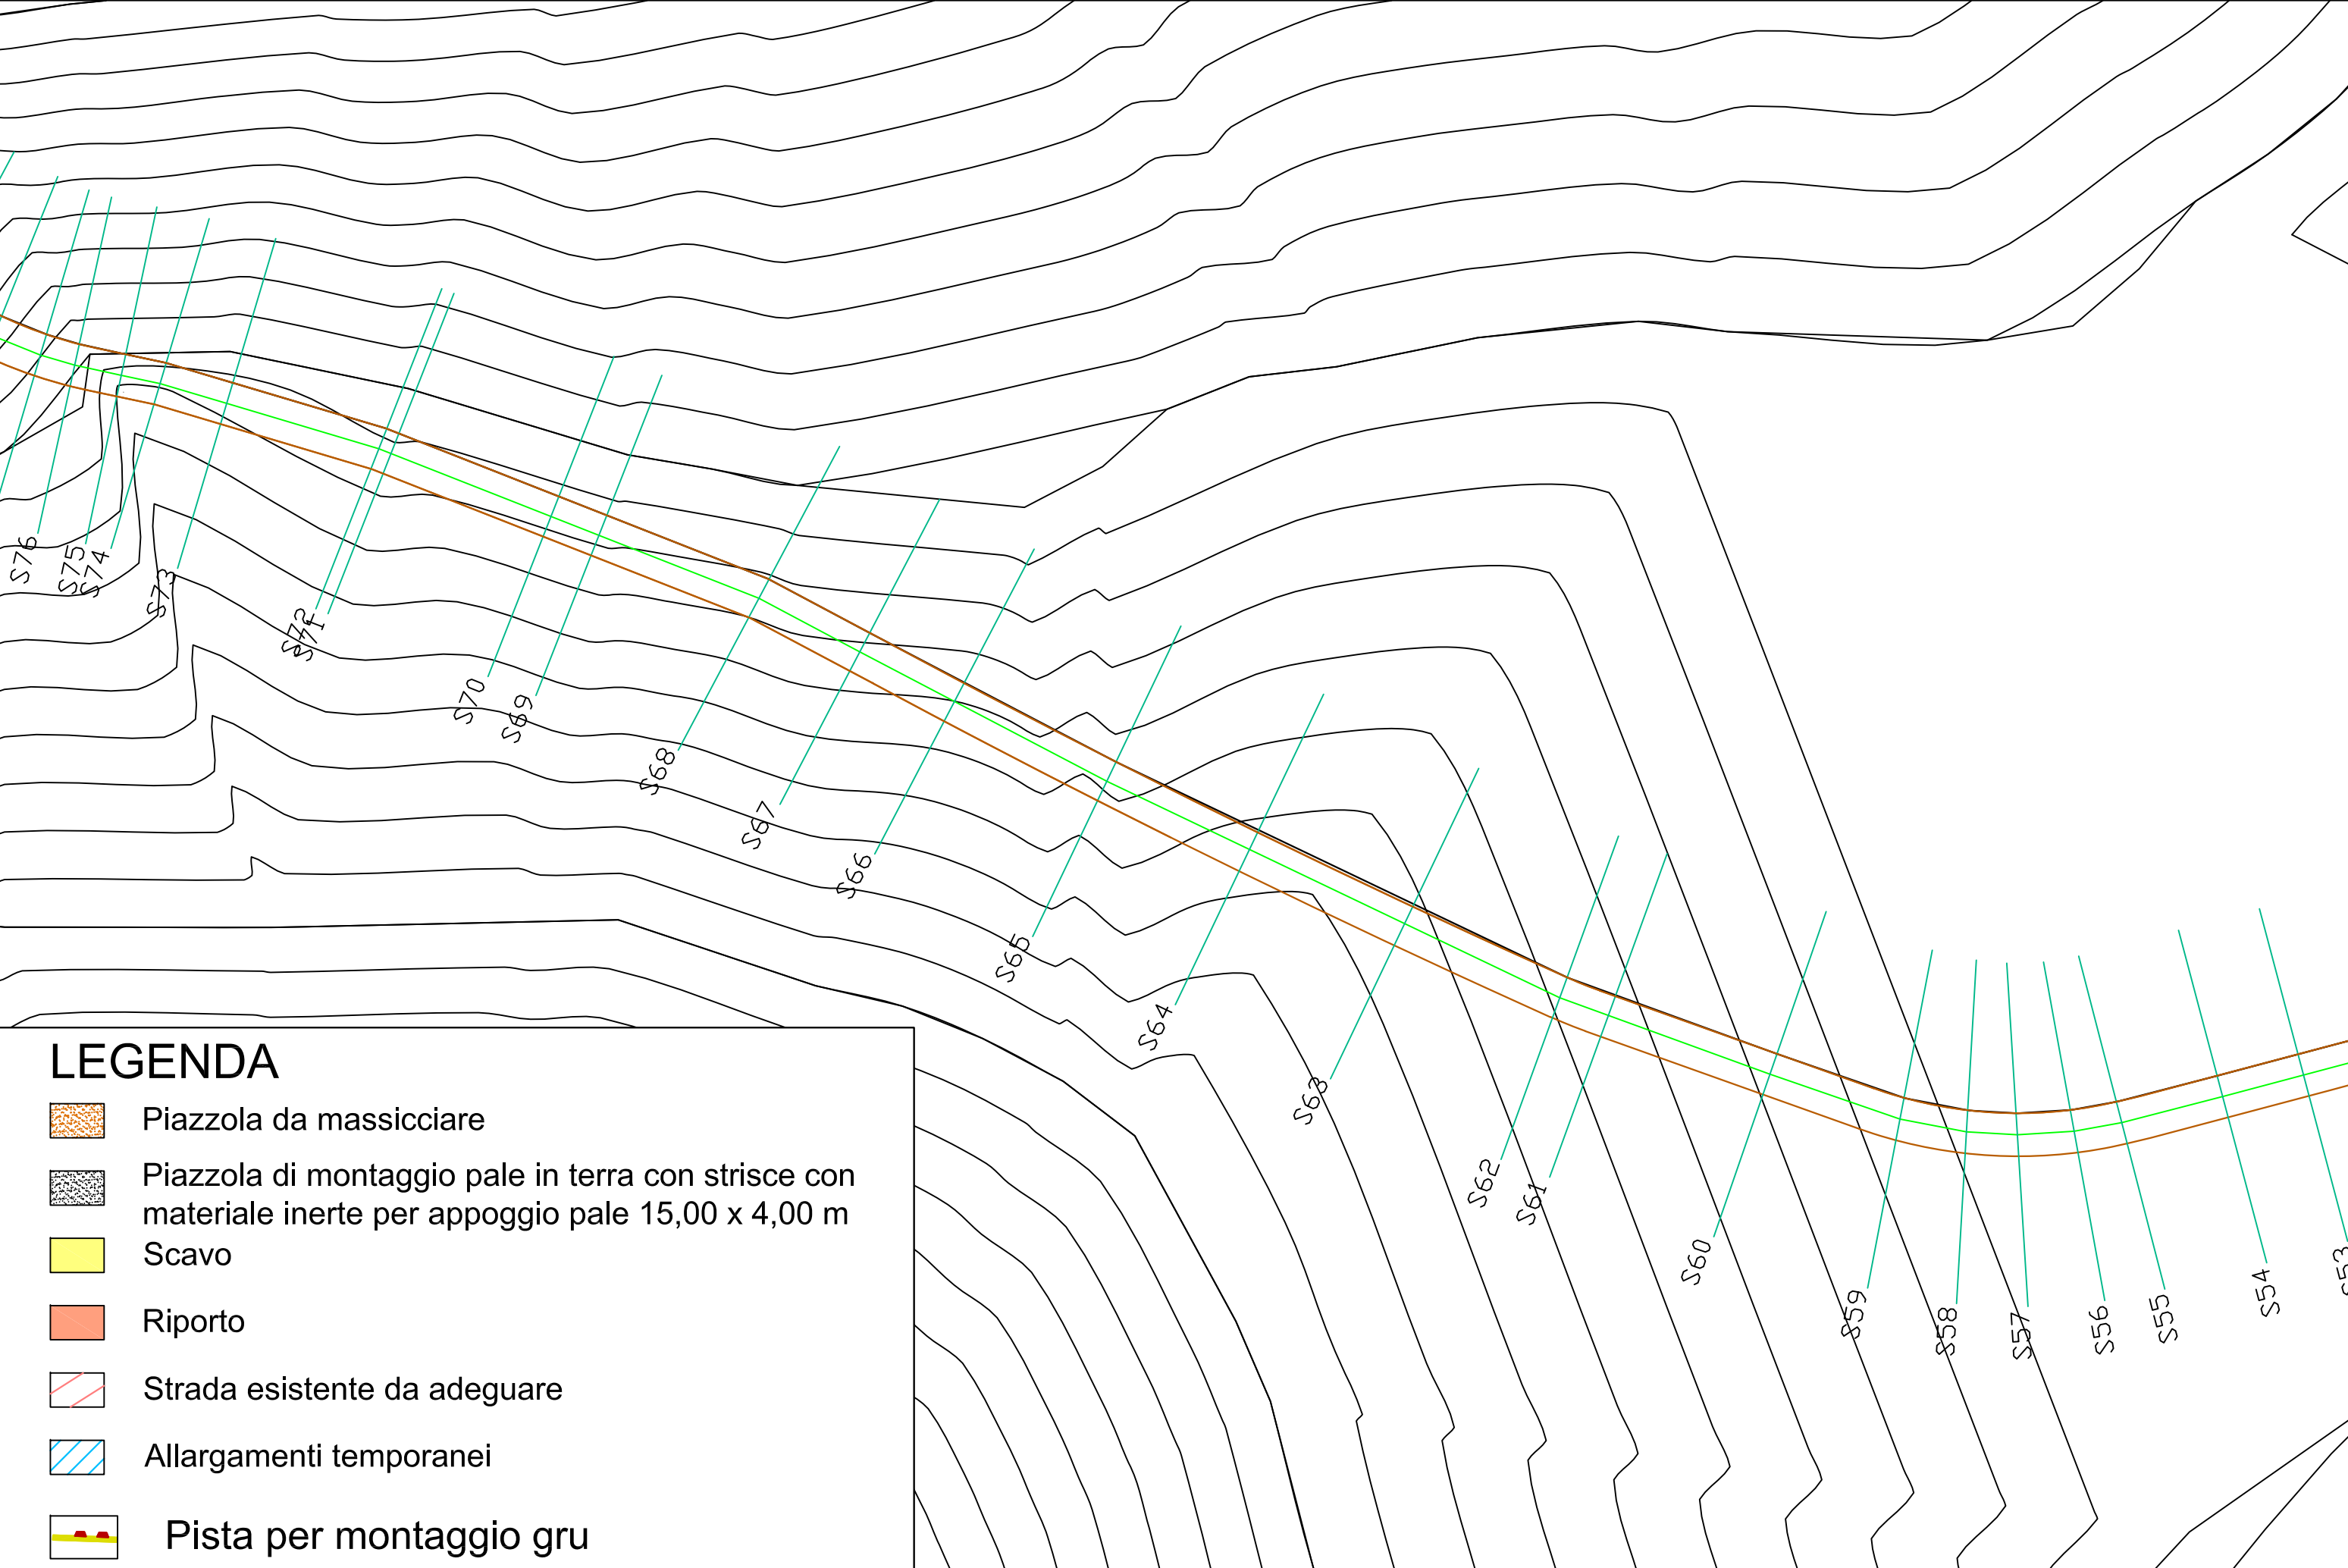 S76
S75
S74
S73
S72
S71
S70
S69
S68
S67
S66
S65
S64
S63
S62
S61
S60
S59
S58
S57
S56
S55
S54
S53
LEGENDA
Piazzola da massicciare
Piazzola di montaggio pale in terra con strisce con
materiale inerte per appoggio pale 15,00 x 4,00 m
Scavo
Riporto
Strada esistente da adeguare
Allargamenti temporanei
Pista per montaggio gru